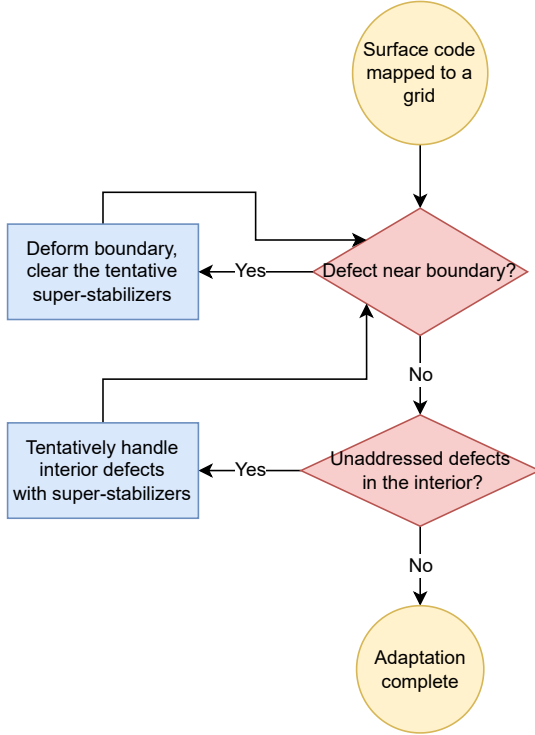 Surface code
mapped to a
grid
Deform boundary,
clear the tentative
super-stabilizers
Yes
Defect near boundary?
No
Tentatively handle
interior defects
with super-stabilizers
Yes
Unaddressed defects
in the interior?
No
Adaptation
complete